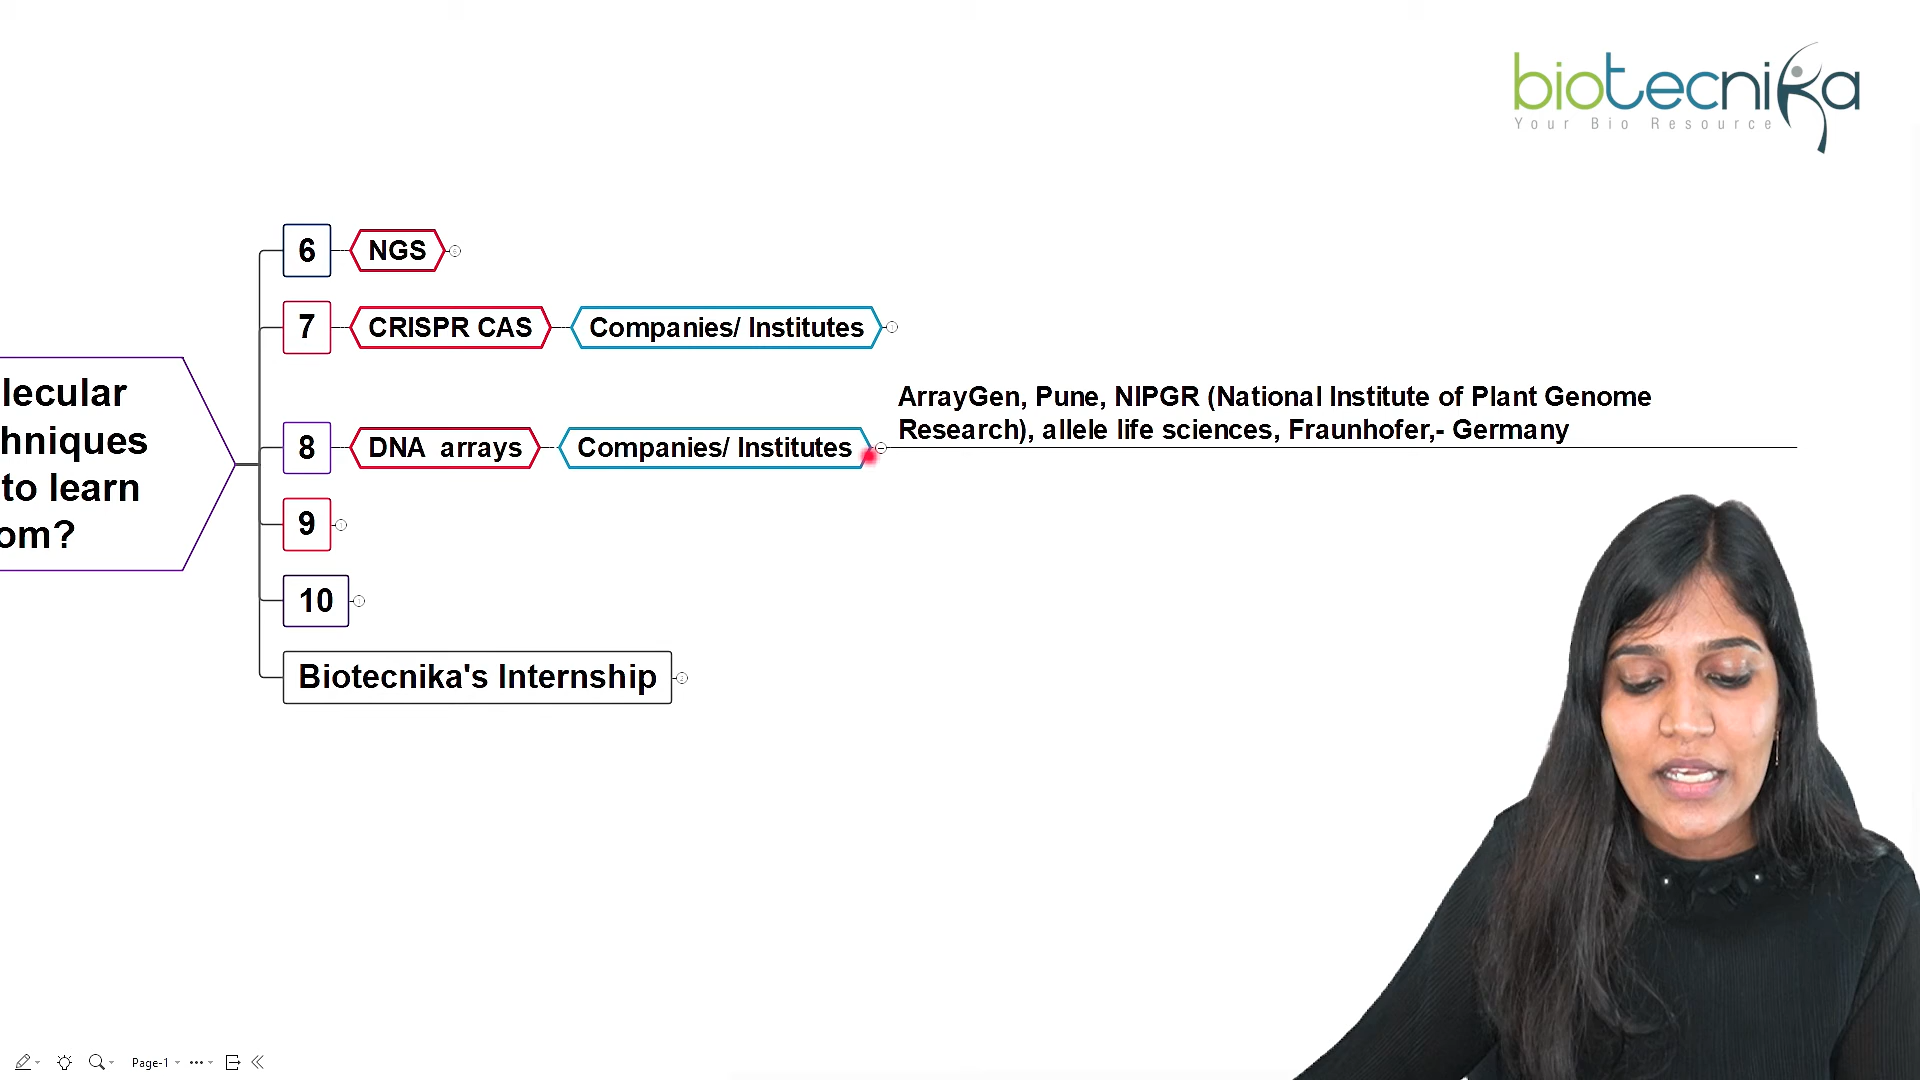 biotecnika
Your Bio Resource
6 NGS
7 CRISPR CAS Companies/ Institutes
ArrayGen, Pune, NIPGR (National Institute of Plant Genome
Research), allele life sciences, Fraunhofer,- Germany
8 DNA arrays Companies/ Institutes
lecular
hniques
to learn
om?
9
10
Biotecnika's Internship
Page-1